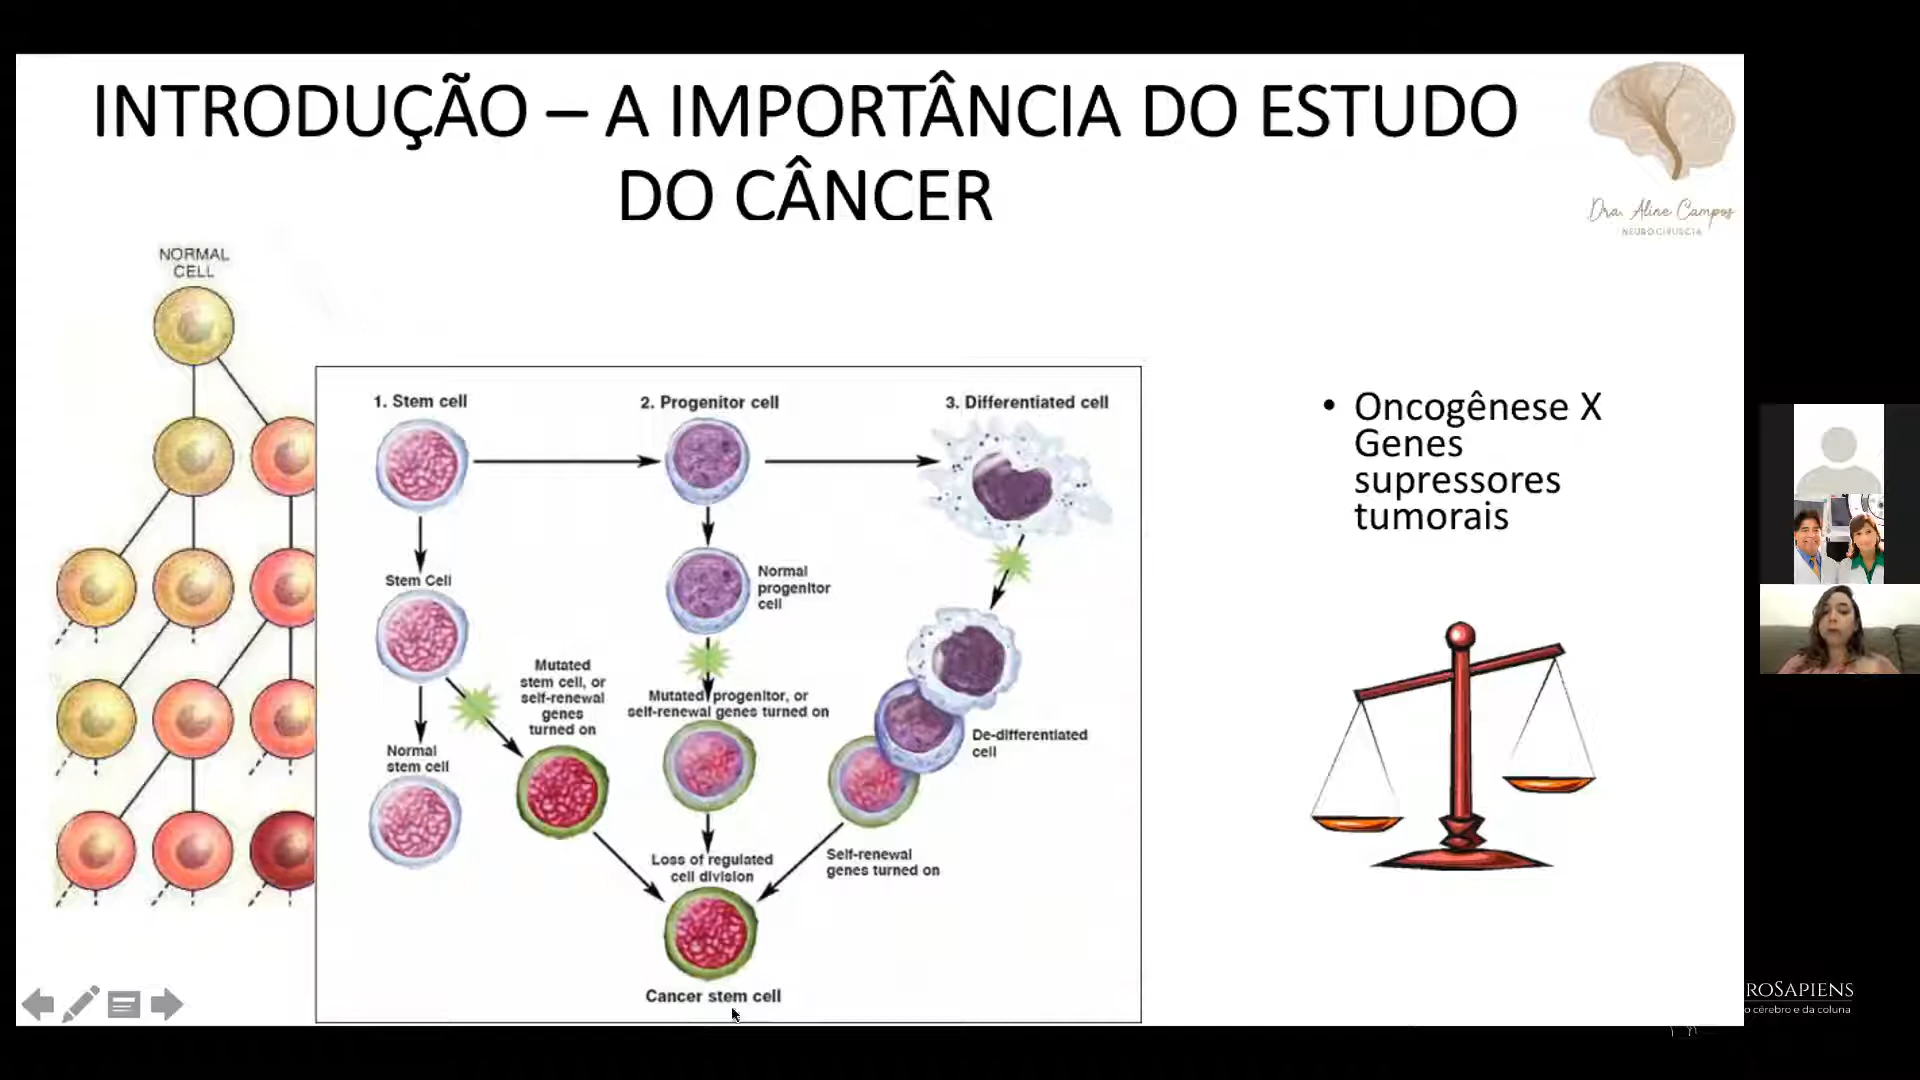 INTRODUÇÃO – A IMPORTÂNCIA DO ESTUDO
DO CÂNCER
Dra. Aline Campos
NEUROCIRURGIA
NORMAL
CELL
1. Stem cell
2. Progenitor cell
3. Differentiated cell
Stem Cell
Normal
progenitor
cell
Mutated
stem cell, or
self-renewal
genes
turned on
Mutated progenitor, or
self-renewal genes turned on
Normal
stem cell
De-differentiated
cell
Loss of regulated
cell division
Self-renewal
genes turned on
Cancer stem cell
• Oncogênese X
Genes
supressores
tumorais
ROSAPIENS
o cérebro e da coluna